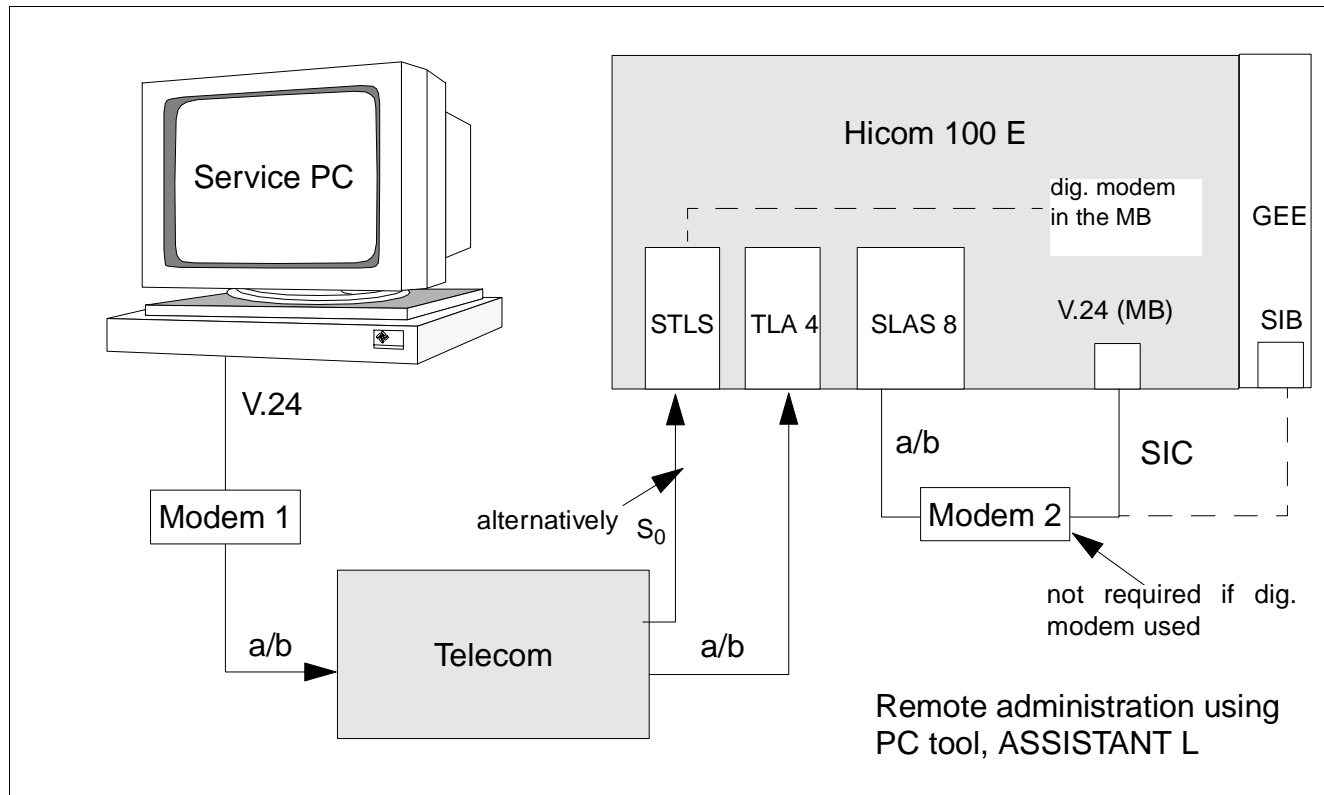 Service PC
Hicom 100 E
dig. modem
in the MB
GEE
STLS
TLA 4
SLAS 8
V.24 (MB)
SIB
V.24
a/b
SIC
Modem 1
alternatively
S0
Modem 2
not required if dig.
modem used
a/b
Telecom
a/b
Remote administration using
PC tool, ASSISTANT L